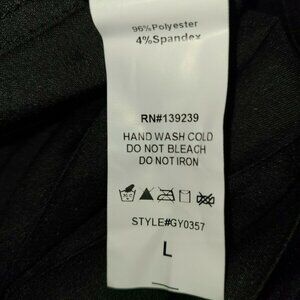 96%Polyester
4%Spandex
RN#139239
HAND WASH COLD
DO NOT BLEACH
DO NOT IRON
STYLE#GY0357
L